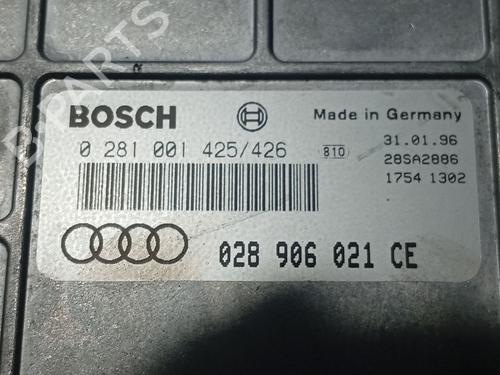 BOSCH
Made in Germany
0 281 001 425/426
810
31.01.96
28SA2886
1754 1302
028 906 021 CE
B-PARTS